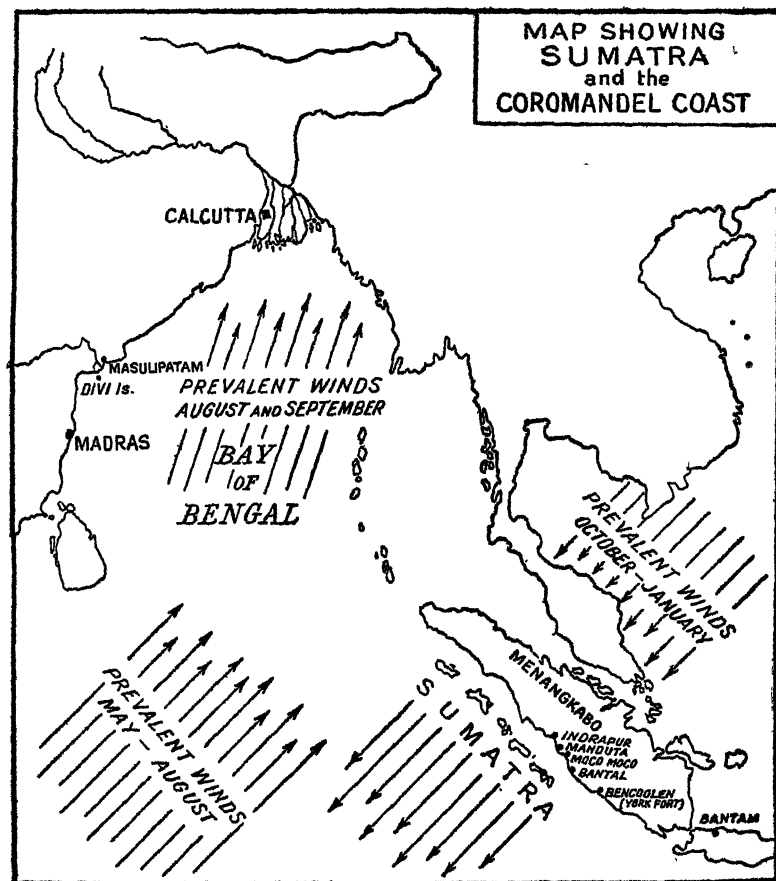 MAP SHOWING
SUMATRA
and the
COROMANDEL COAST
CALCUTTA
MASULIPATAM
DIVI Is.
MADRAS
PREVALENT WINDS
AUGUST AND SEPTEMBER
BAY
OF
BENGAL
PREVALENT WINDS
OCTOBER-JANUARY
PREVALENT WINDS
MAY-AUGUST
SUMATRA
MENANGKABO
INDRAPUR
MANDUTA
MOCO MOCO
BANTAL
BENCOOLEN
(YORK FORT)
BANTAM